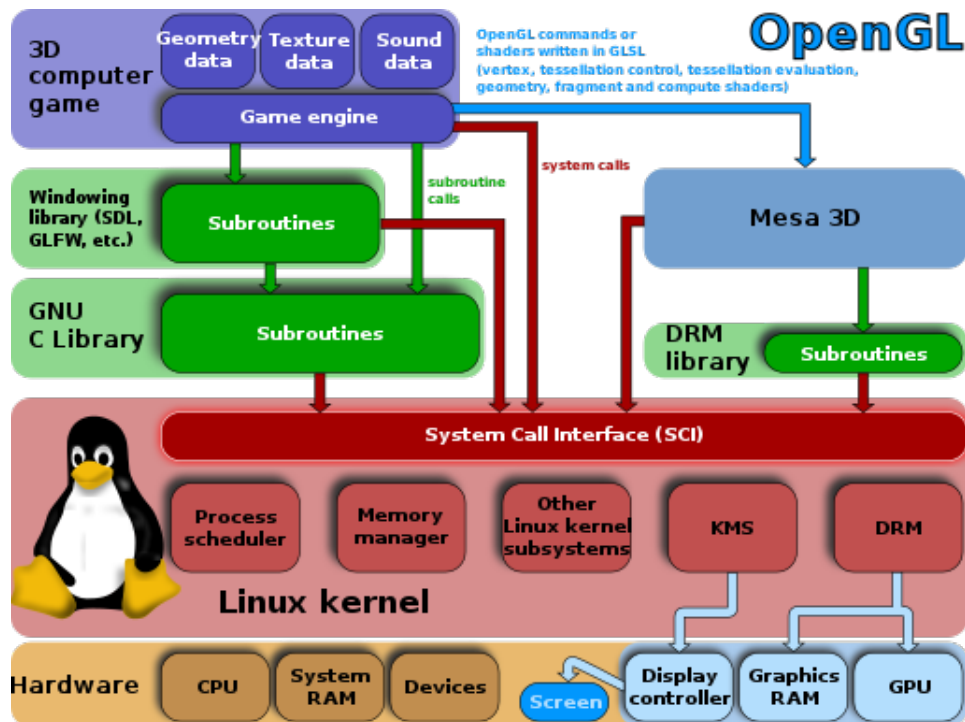 3D
computer
game
Geometry
data
Texture
data
Sound
data
Game engine
OpenGL commands or
shaders written in GLSL
(vertex, tessellation control, tessellation evaluation,
geometry, fragment and compute shaders)
OpenGL
system calls
subroutine
calls
Windowing
library (SDL,
GLFW, etc.)
Subroutines
Mesa 3D
GNU
C Library
Subroutines
DRM
library
Subroutines
System Call Interface (SCI)
Process
scheduler
Memory
manager
Other
Linux kernel
subsystems
KMS
DRM
Linux kernel
Hardware
CPU
System
RAM
Devices
Screen
Display
controller
Graphics
RAM
GPU